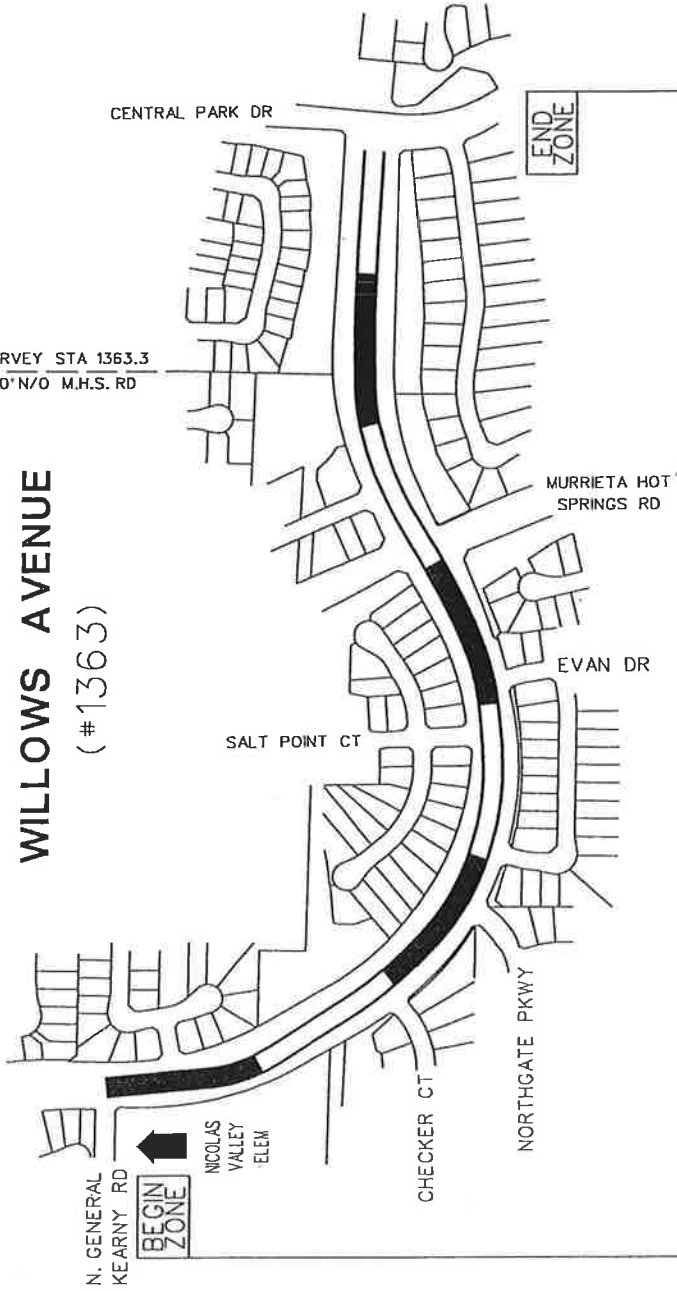 WILLOWS AVENUE
(#1363)
CENTRAL PARK DR
RVEY STA 1363.3
0' N/O M.H.S. RD
END
ZONE
MURRIETA HOT
SPRINGS RD
EVAN DR
SALT POINT CT
NORTHGATE PKWY
CHECKER CT
NICOLAS
VALLEY
ELEM
N. GENERAL
KEARNY RD
BEGIN
ZONE